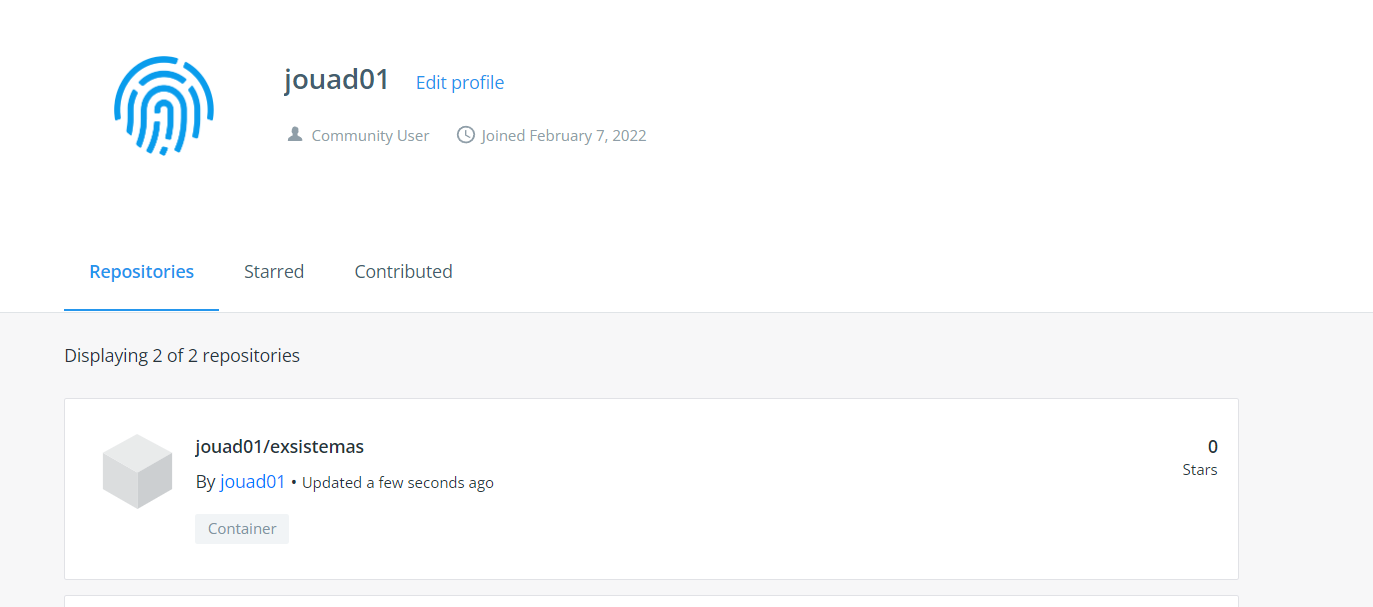 jouad01 Edit profile
Community User Joined February 7, 2022
Repositories Starred Contributed
Displaying 2 of 2 repositories
jouad01/exsistemas 0
By jouad01 • Updated a few seconds ago Stars
Container